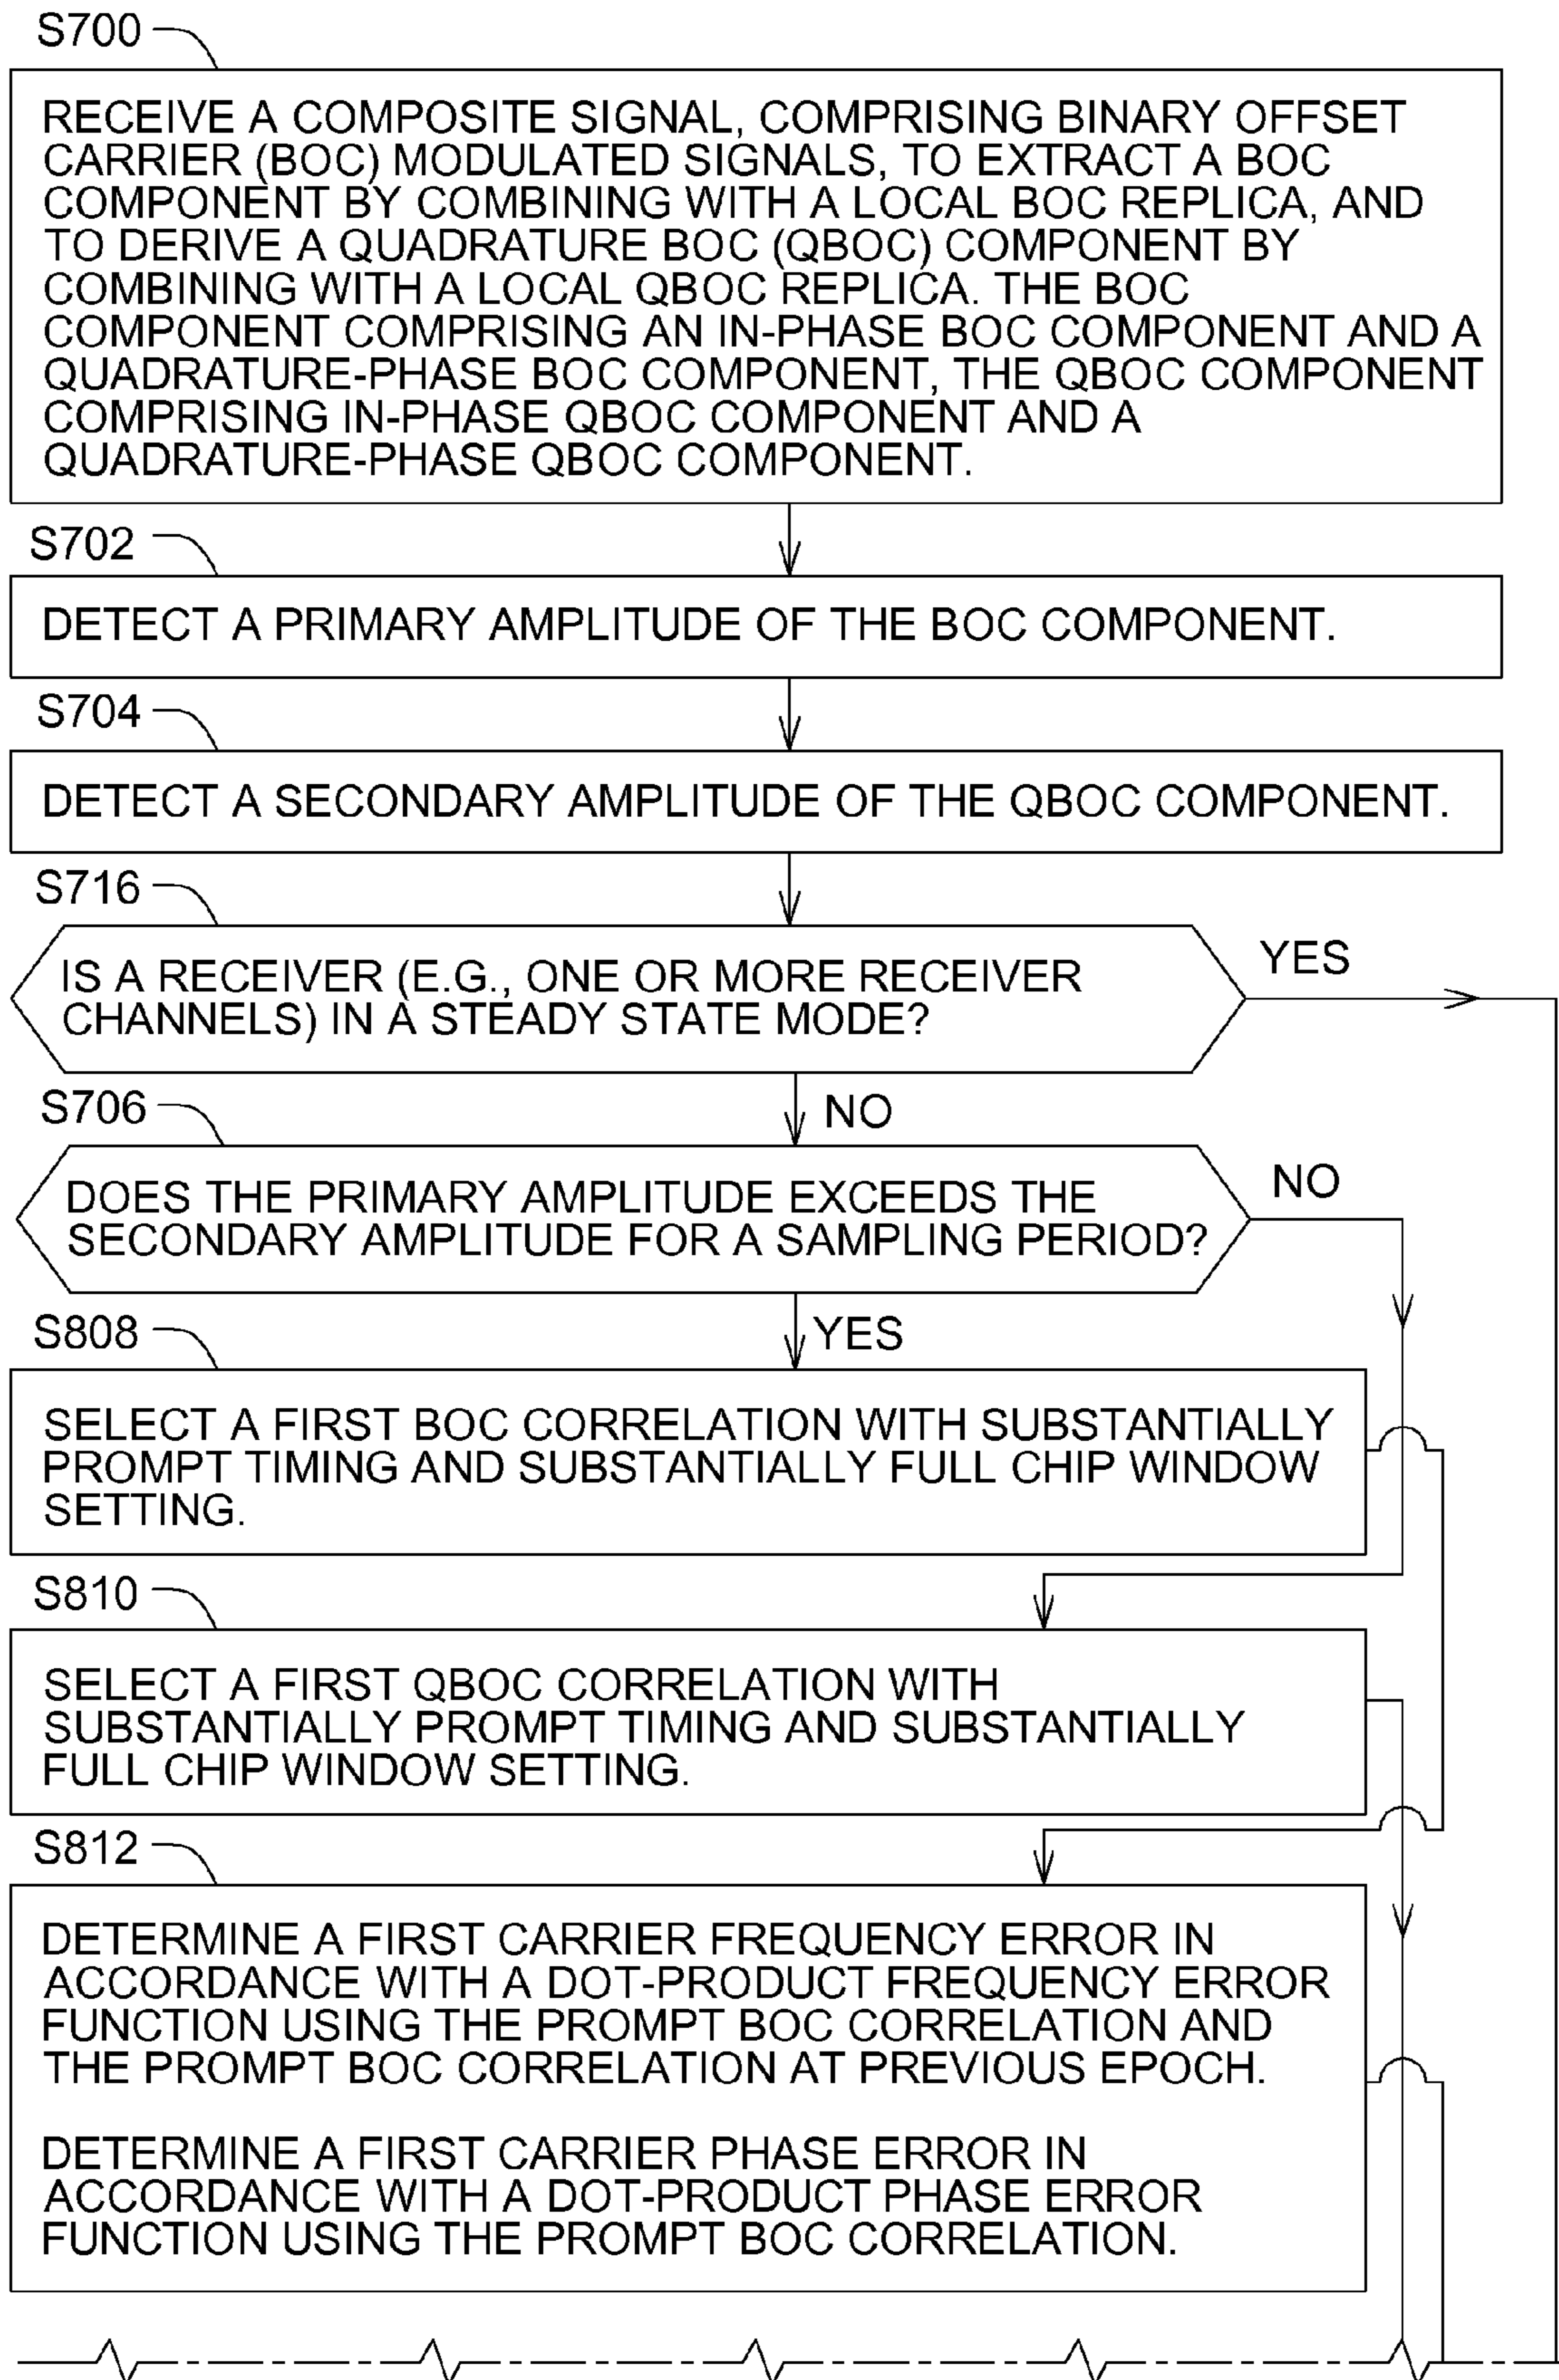 S700
RECEIVE A COMPOSITE SIGNAL, COMPRISING BINARY OFFSET
CARRIER (BOC) MODULATED SIGNALS, TO EXTRACT A BOC
COMPONENT BY COMBINING WITH A LOCAL BOC REPLICA, AND
TO DERIVE A QUADRATURE BOC (QBOC) COMPONENT BY
COMBINING WITH A LOCAL QBOC REPLICA. THE BOC
COMPONENT COMPRISING AN IN-PHASE BOC COMPONENT AND A
QUADRATURE-PHASE BOC COMPONENT, THE QBOC COMPONENT
COMPRISING IN-PHASE QBOC COMPONENT AND A
QUADRATURE-PHASE QBOC COMPONENT.
S702
DETECT A PRIMARY AMPLITUDE OF THE BOC COMPONENT.
S704
DETECT A SECONDARY AMPLITUDE OF THE QBOC COMPONENT.
S716
IS A RECEIVER (E.G., ONE OR MORE RECEIVER
CHANNELS) IN A STEADY STATE MODE?
YES
NO
S706
DOES THE PRIMARY AMPLITUDE EXCEEDS THE
SECONDARY AMPLITUDE FOR A SAMPLING PERIOD?
NO
YES
S808
SELECT A FIRST BOC CORRELATION WITH SUBSTANTIALLY
PROMPT TIMING AND SUBSTANTIALLY FULL CHIP WINDOW
SETTING.
S810
SELECT A FIRST QBOC CORRELATION WITH
SUBSTANTIALLY PROMPT TIMING AND SUBSTANTIALLY
FULL CHIP WINDOW SETTING.
S812
DETERMINE A FIRST CARRIER FREQUENCY ERROR IN
ACCORDANCE WITH A DOT-PRODUCT FREQUENCY ERROR
FUNCTION USING THE PROMPT BOC CORRELATION AND
THE PROMPT BOC CORRELATION AT PREVIOUS EPOCH.
DETERMINE A FIRST CARRIER PHASE ERROR IN
ACCORDANCE WITH A DOT-PRODUCT PHASE ERROR
FUNCTION USING THE PROMPT BOC CORRELATION.